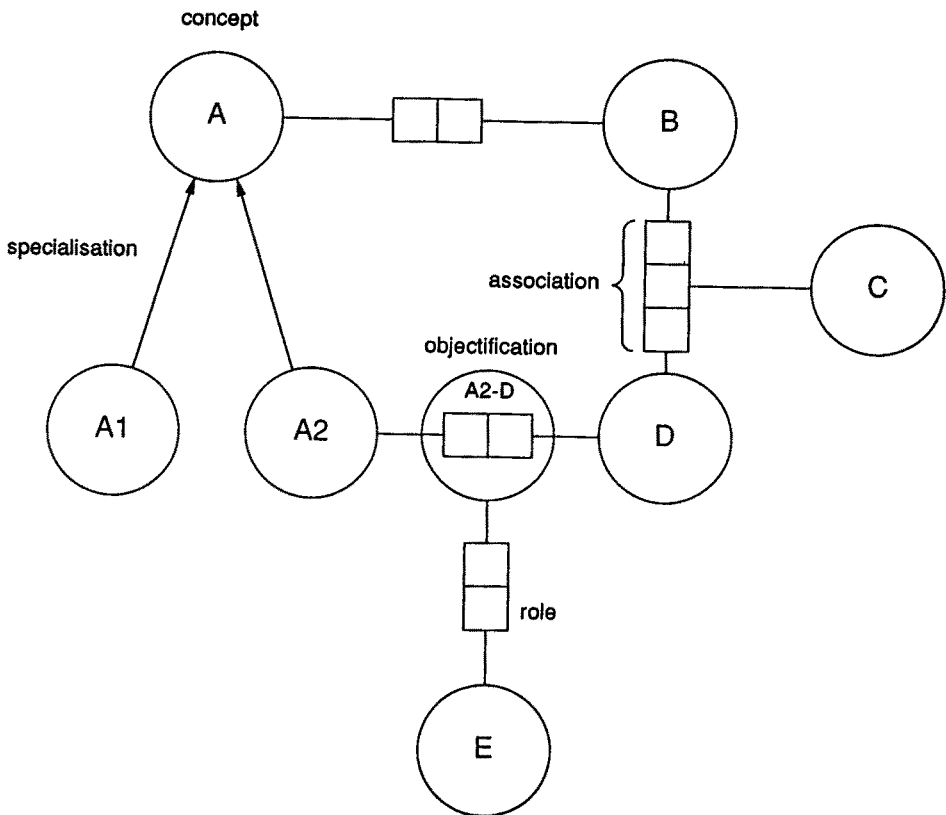 concept
A
B
specialisation
association
C
objectification
A2-D
A1
A2
D
role
E